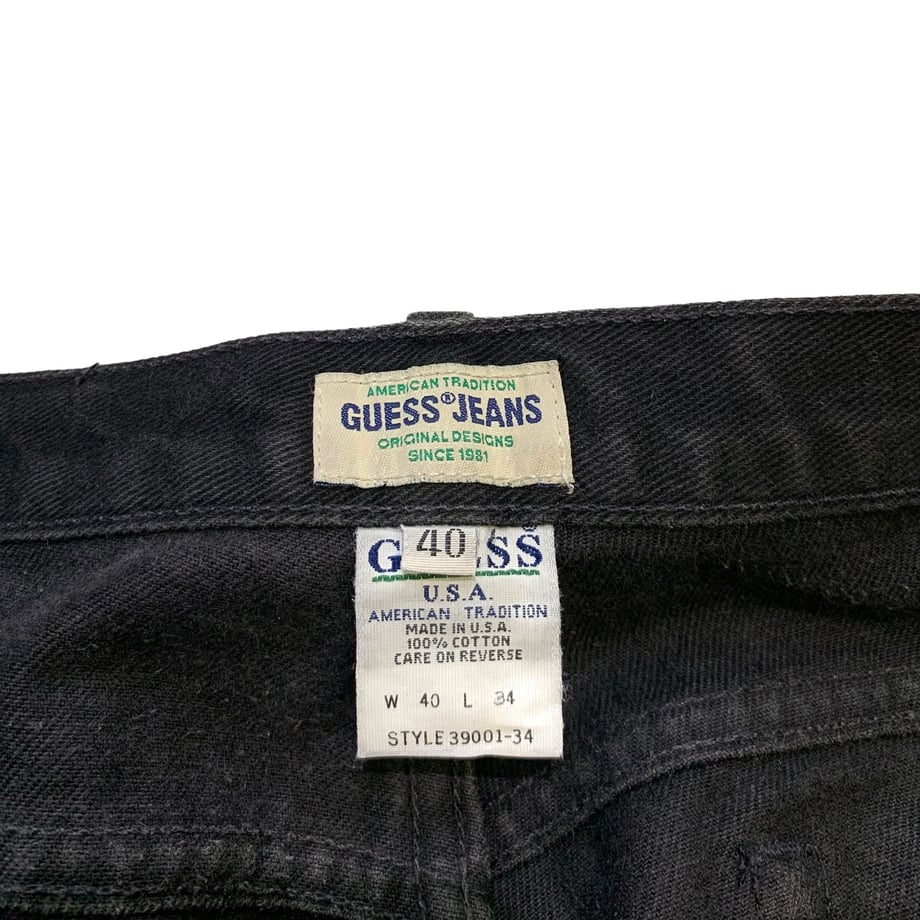 AMERICAN TRADITION
GUESS® JEANS
ORIGINAL DESIGNS
SINCE 1981
40
U.S.A.
AMERICAN TRADITION
MADE IN U.S.A.
100% COTTON
CARE ON REVERSE
W 40 L 34
STYLE 39001-34